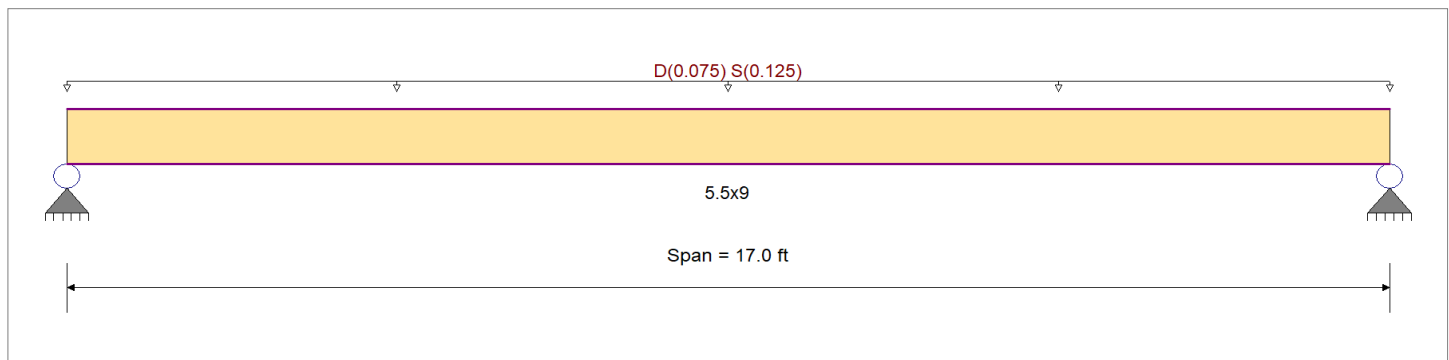 D(0.075) S(0.125)
5.5x9
Span = 17.0 ft